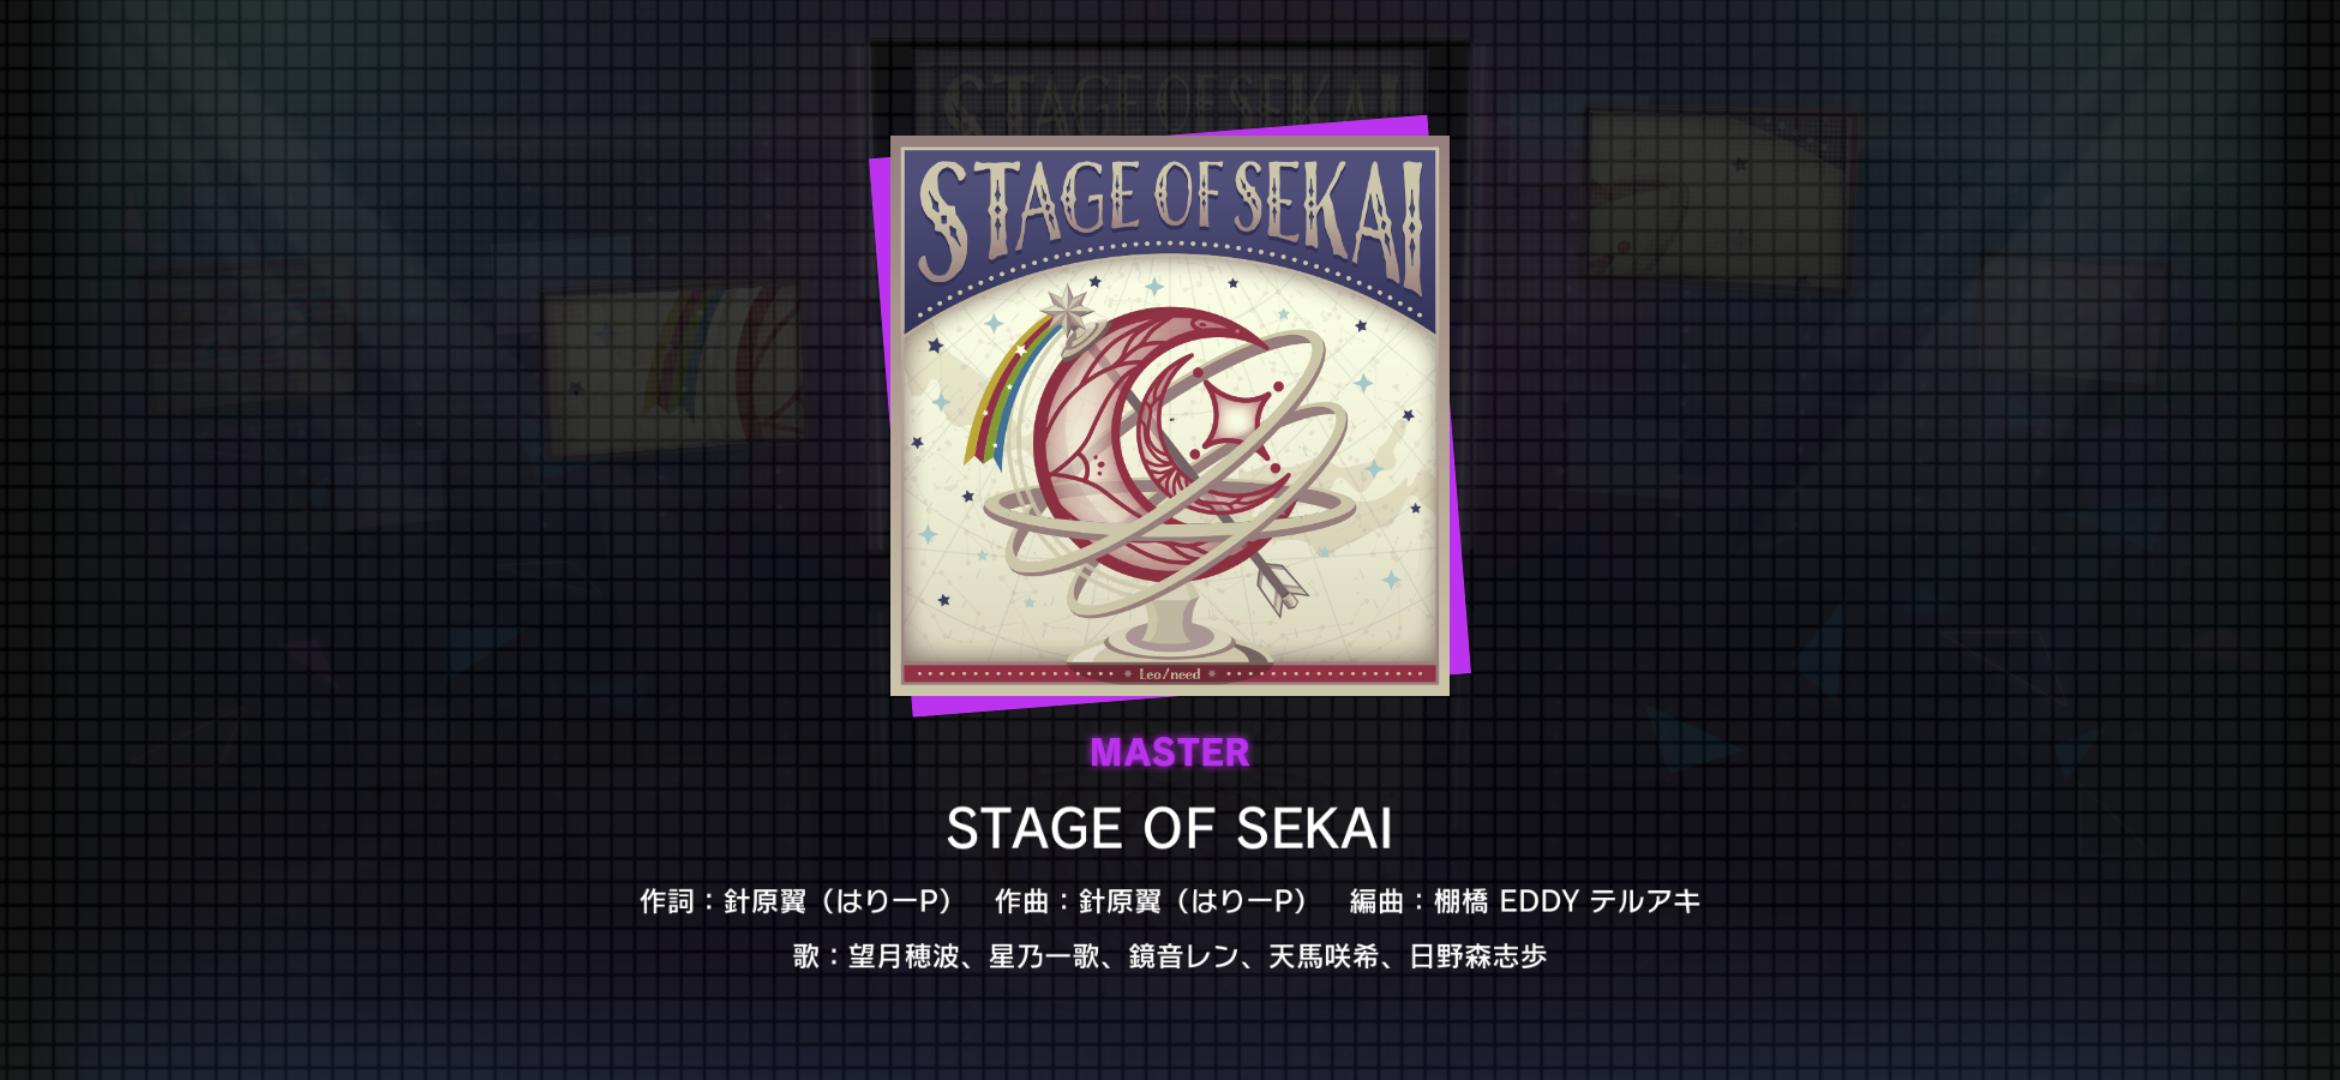 STAGE OF SEKAI
STAGE OF SEKAI
Leo/need
MASTER
STAGE OF SEKAI
作詞：針原翼（はりーP）　作曲：針原翼（はりーP）　編曲：棚橋 EDDY テルアキ
歌：望月穂波、星乃一歌、鏡音レン、天馬咲希、日野森志歩